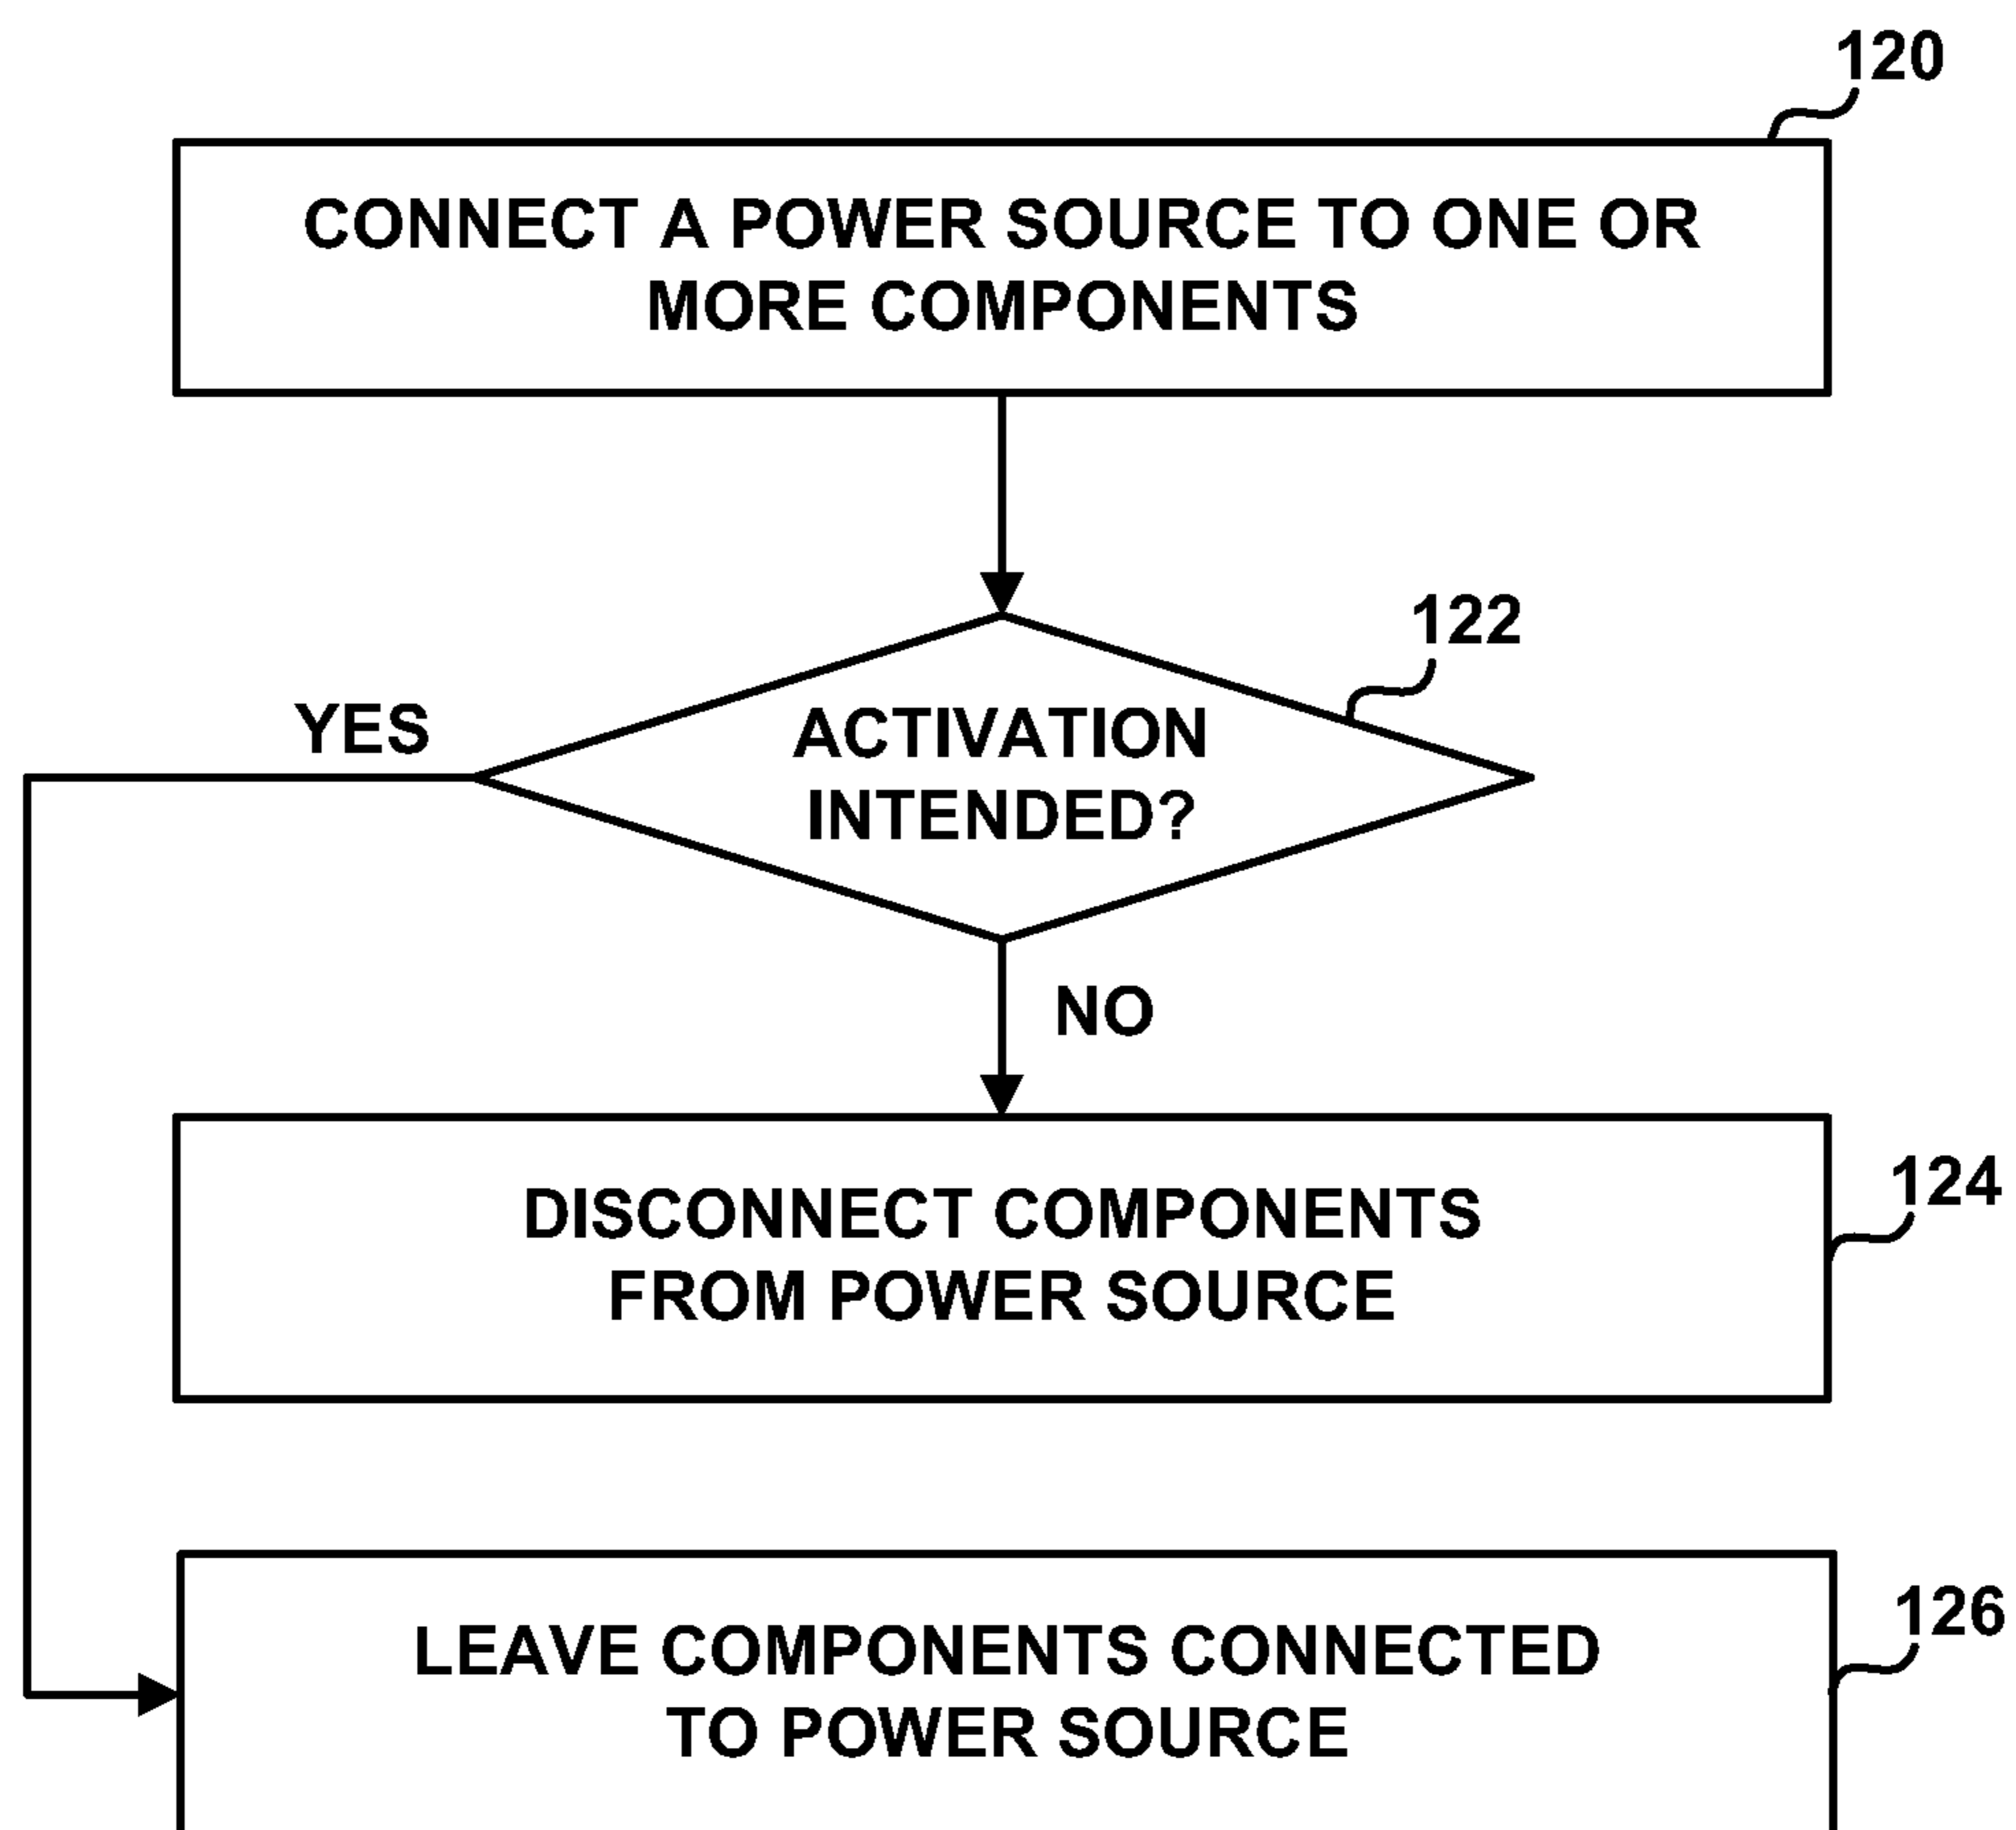 120
CONNECT A POWER SOURCE TO ONE OR
MORE COMPONENTS
122
YES
ACTIVATION
INTENDED?
NO
124
DISCONNECT COMPONENTS
FROM POWER SOURCE
126
LEAVE COMPONENTS CONNECTED
TO POWER SOURCE